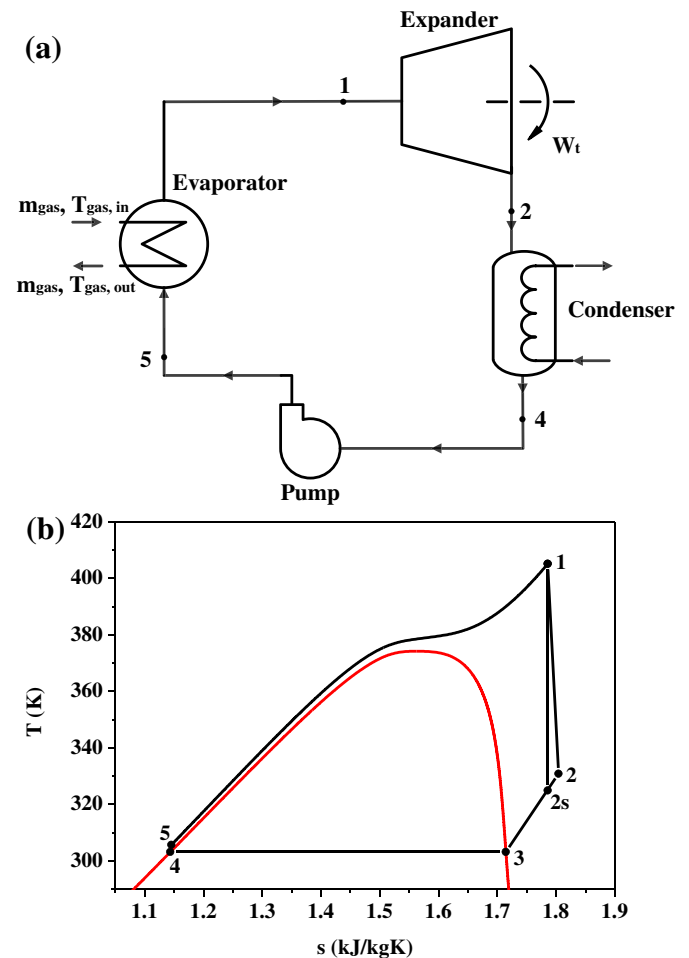 (a)
Expander
1
Wt
Evaporator
mgas, Tgas, in
2
mgas, Tgas, out
Condenser
5
4
Pump
(b)
420
400
380
360
340
320
300
T (K)
1
2
2s
5
4
3
1.1 1.2 1.3 1.4 1.5 1.6 1.7 1.8 1.9
s (kJ/kgK)